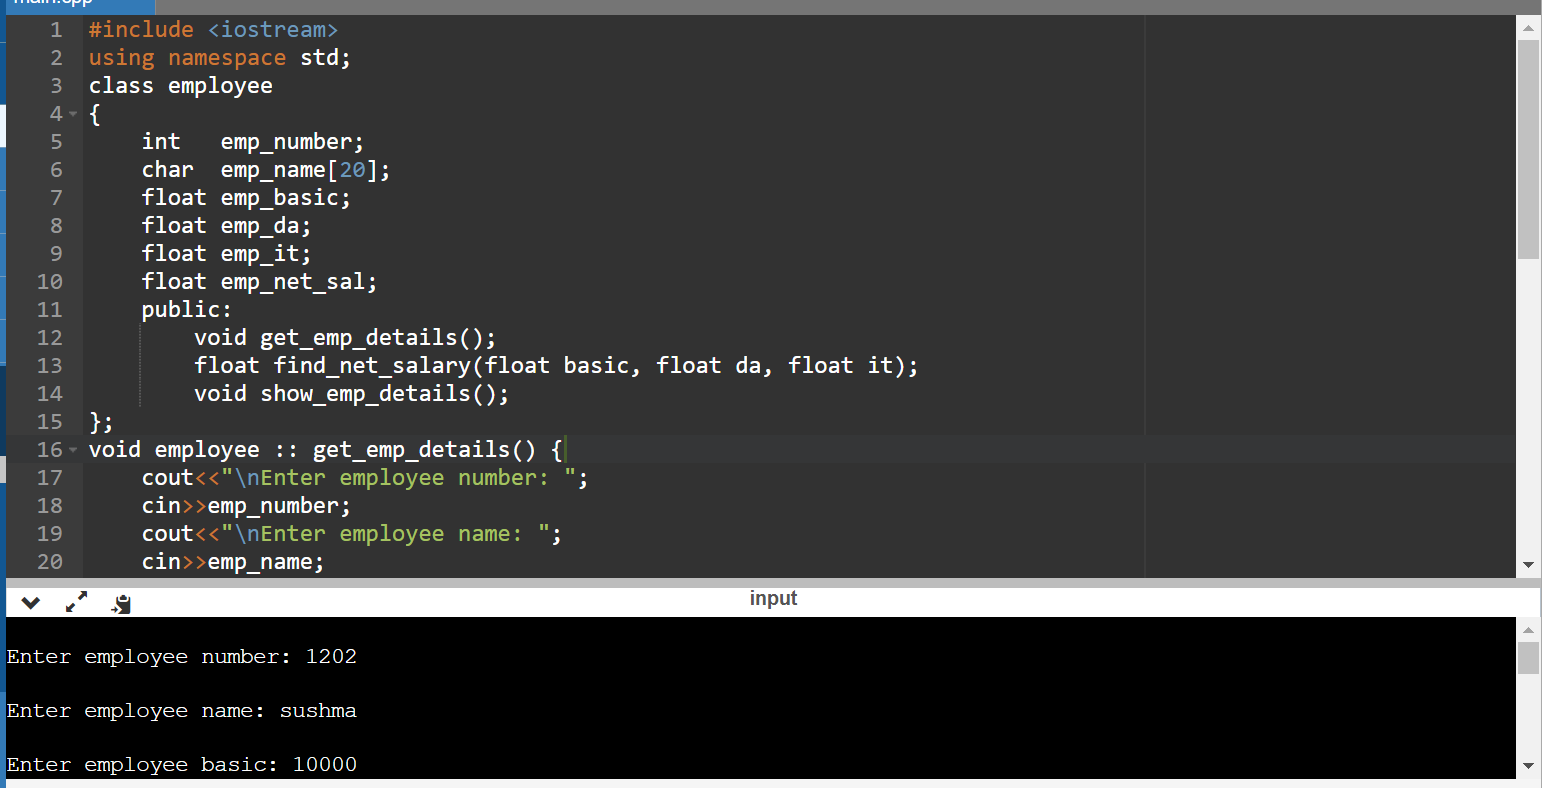 main.cpp
1 #include <iostream>
2 using namespace std;
3 class employee
4 {
5 int emp_number;
6 char emp_name[20];
7 float emp_basic;
8 float emp_da;
9 float emp_it;
10 float emp_net_sal;
11 public:
12 void get_emp_details();
13 float find_net_salary(float basic, float da, float it);
14 void show_emp_details();
15 };
16 void employee :: get_emp_details() {
17 cout<<"\nEnter employee number: ";
18 cin>>emp_number;
19 cout<<"\nEnter employee name: ";
20 cin>>emp_name;
input
Enter employee number: 1202
Enter employee name: sushma
Enter employee basic: 10000